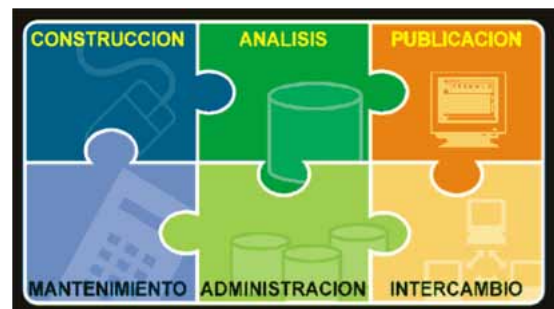 CONSTRUCCION ANALISIS PUBLICACION
MANTENIMIENTO ADMINISTRACION INTERCAMBIO